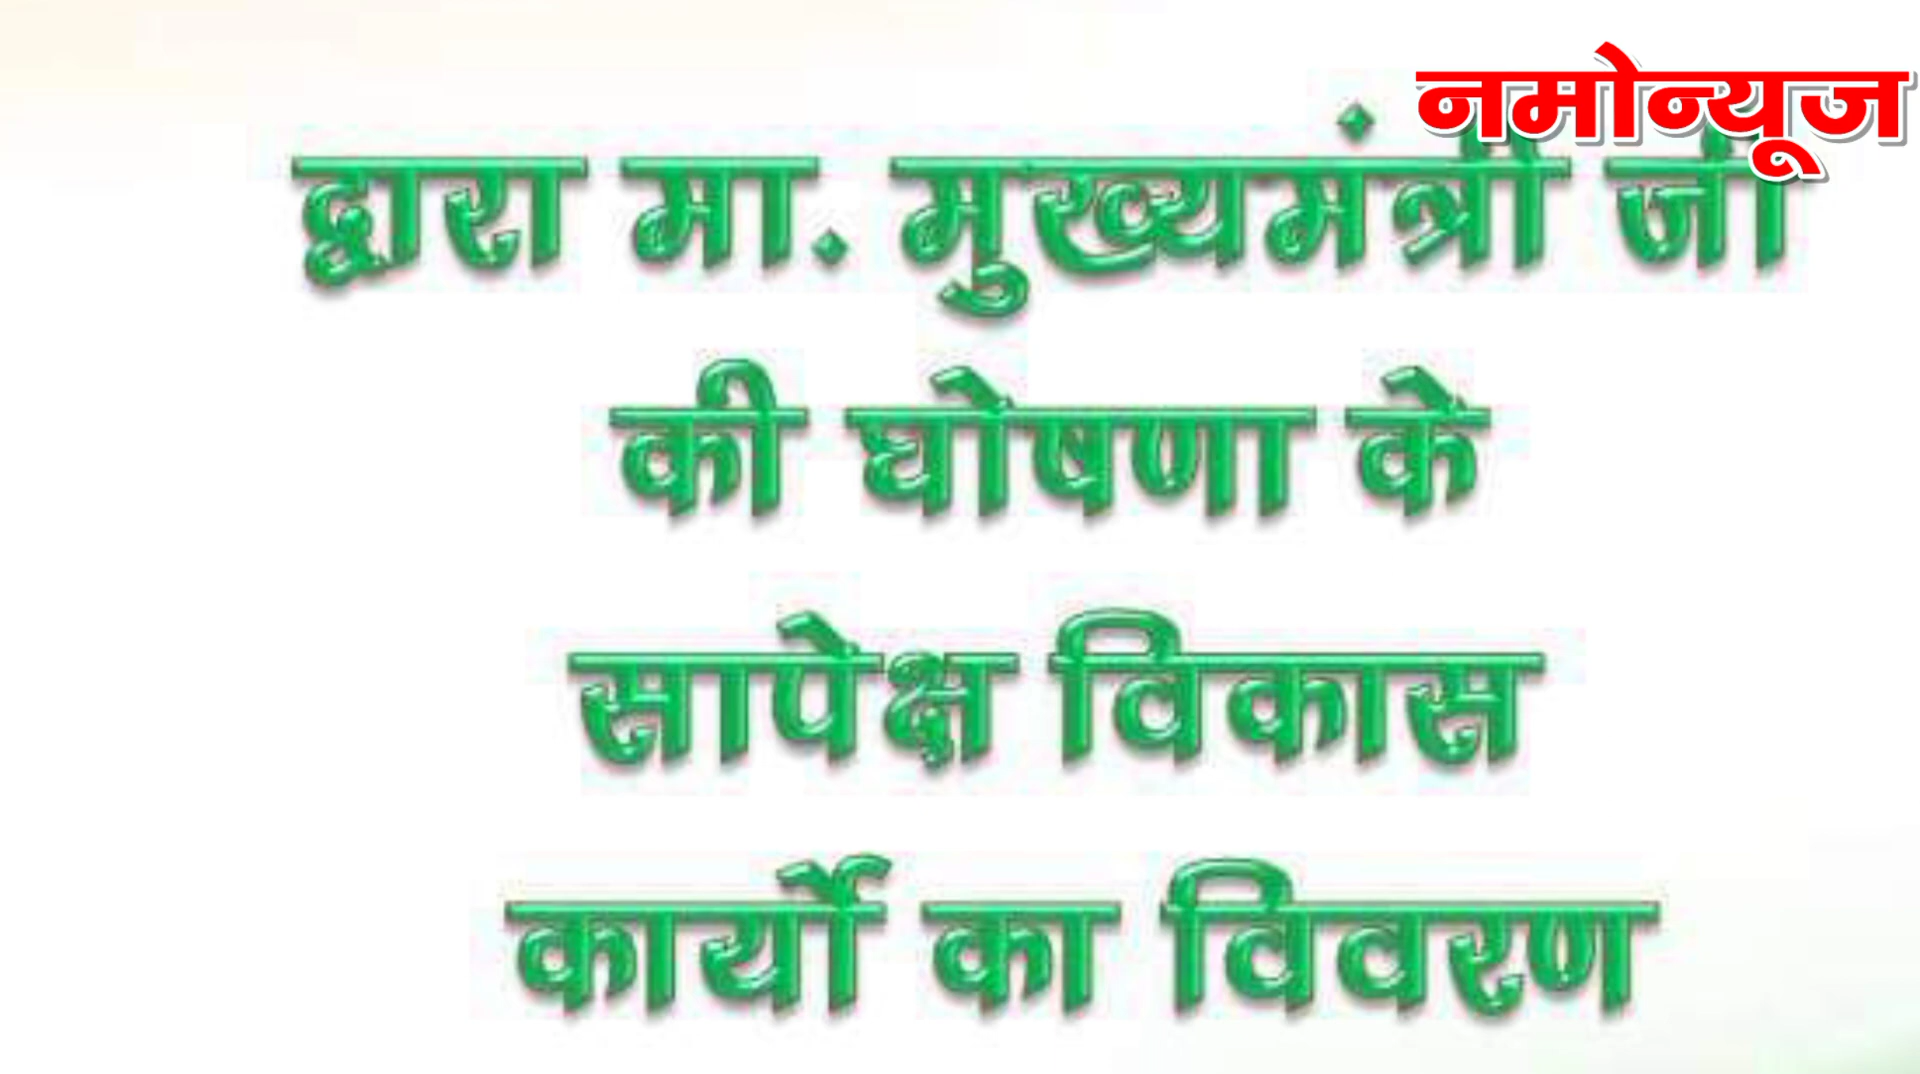 नमोन्यूज
द्वारा मा. मुख्यमंत्री जी
की घोषणा के
सापेक्ष विकास
कार्यो का विवरण